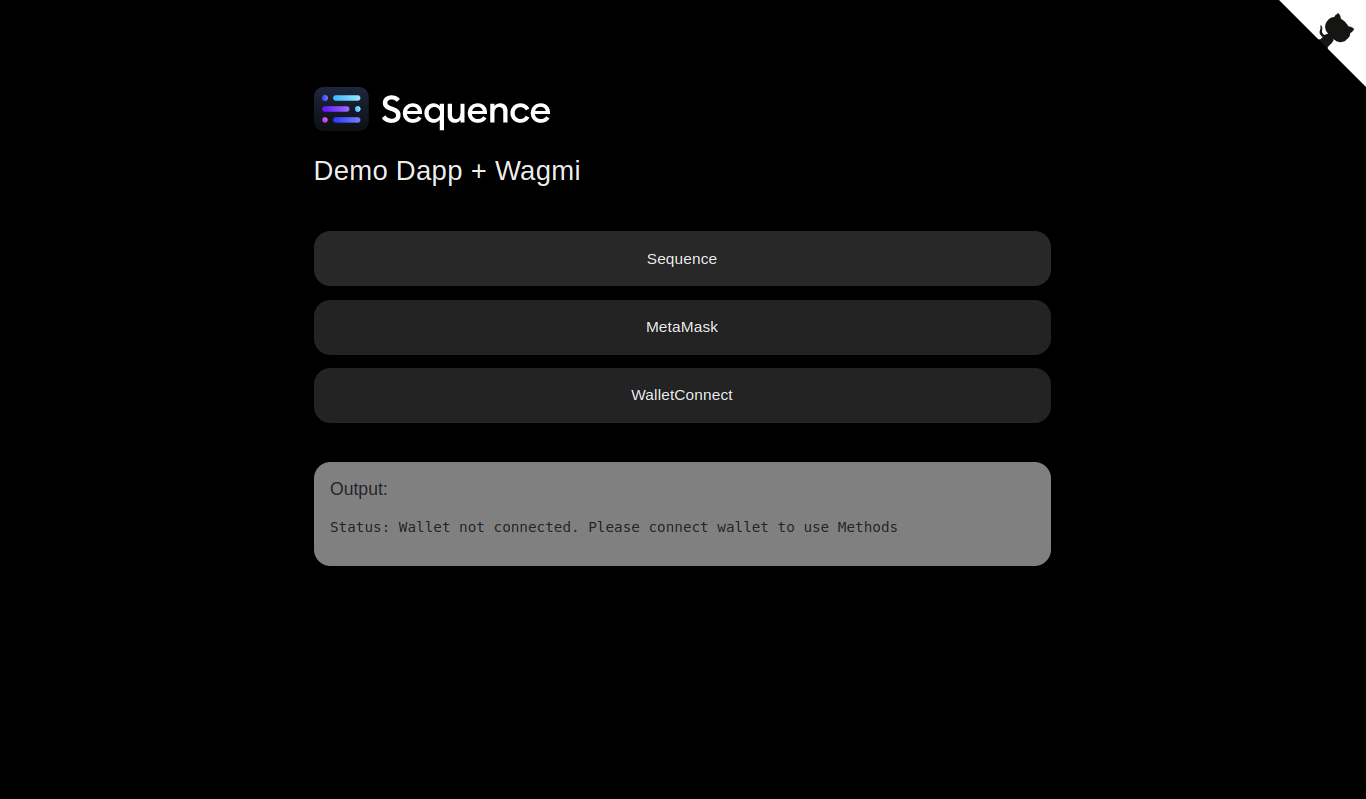 Sequence
Demo Dapp + Wagmi
Sequence
MetaMask
WalletConnect
Output:
Status: Wallet not connected. Please connect wallet to use Methods